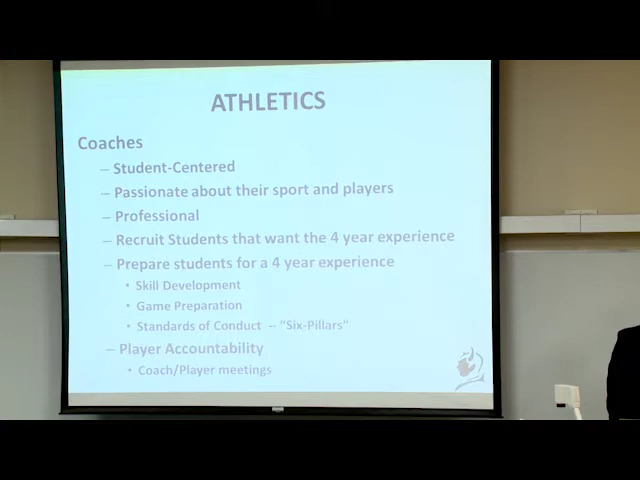 ATHLETICS
Coaches
– Student-Centered
– Passionate about their sport and players
– Professional
– Recruit Students that want the 4 year experience
– Prepare students for a 4 year experience
• Skill Development
• Game Preparation
• Standards of Conduct – "Six-Pillars"
– Player Accountability
• Coach/Player meetings